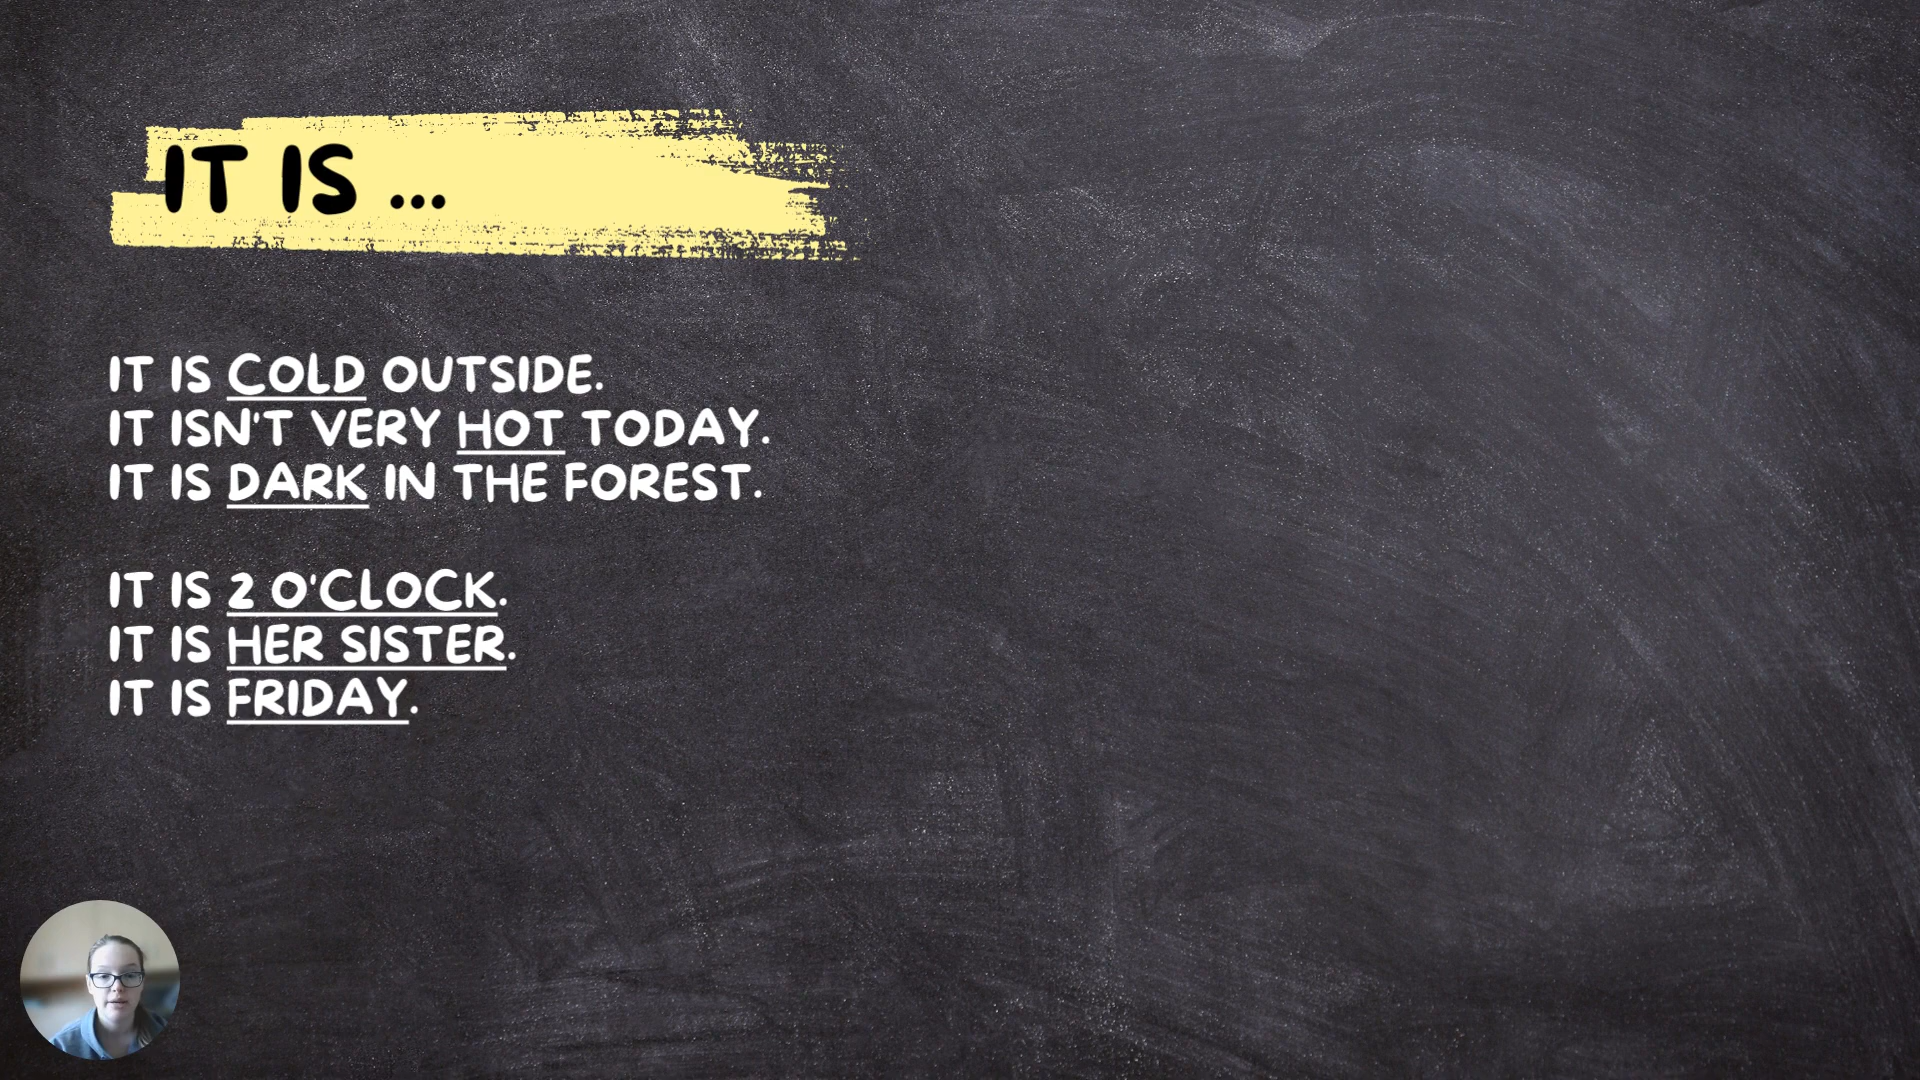 IT IS ...
IT IS COLD OUTSIDE.
IT ISN'T VERY HOT TODAY.
IT IS DARK IN THE FOREST.
IT IS 2 O'CLOCK.
IT IS HER SISTER.
IT IS FRIDAY.